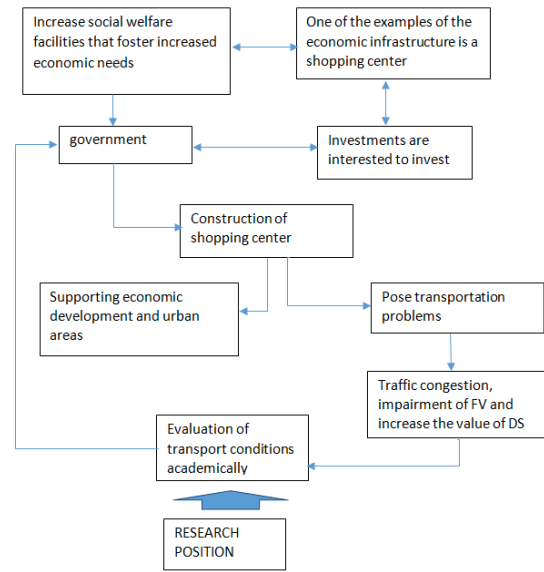 Increase social welfare
facilities that foster increased
economic needs
One of the examples of the
economic infrastructure is a
shopping center
government
Investments are
interested to invest
Construction of
shopping center
Supporting economic
development and urban
areas
Pose transportation
problems
Traffic congestion,
impairment of FV and
increase the value of DS
Evaluation of
transport conditions
academically
RESEARCH
POSITION